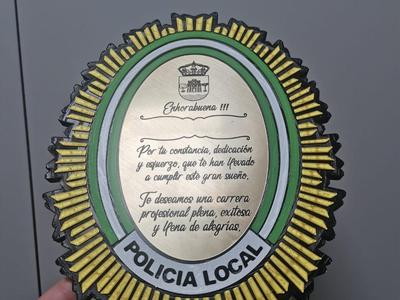 Enhorabuena !!!
Por tu constancia, dedicación
y esfuerzo, que te han llevado
a cumplir este gran sueño.
Te deseamos una carrera
profesional plena, exitosa
y llena de alegrías.
POLICIA LOCAL